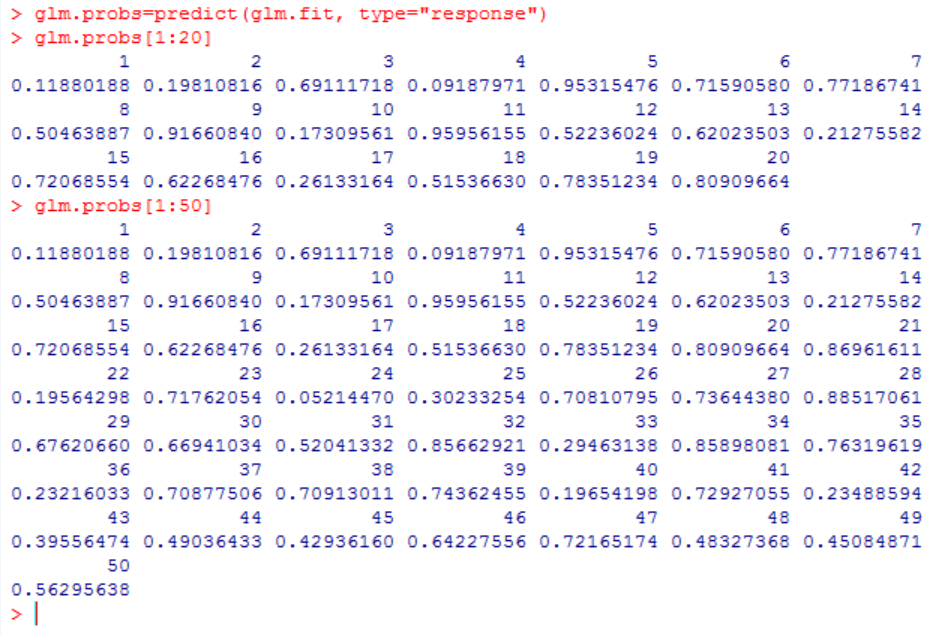 > glm.probs=predict(glm.fit, type="response")
> glm.probs[1:20]
1 2 3 4 5 6 7
0.11880188 0.19810816 0.69111718 0.09187971 0.95315476 0.71590580 0.77186741
8 9 10 11 12 13 14
0.50463887 0.91660840 0.17309561 0.95956155 0.52236024 0.62023503 0.21275582
15 16 17 18 19 20
0.72068554 0.62268476 0.26133164 0.51536630 0.78351234 0.80909664
> glm.probs[1:50]
1 2 3 4 5 6 7
0.11880188 0.19810816 0.69111718 0.09187971 0.95315476 0.71590580 0.77186741
8 9 10 11 12 13 14
0.50463887 0.91660840 0.17309561 0.95956155 0.52236024 0.62023503 0.21275582
15 16 17 18 19 20 21
0.72068554 0.62268476 0.26133164 0.51536630 0.78351234 0.80909664 0.86961611
22 23 24 25 26 27 28
0.19564298 0.71762054 0.05214470 0.30233254 0.70810795 0.73644380 0.88517061
29 30 31 32 33 34 35
0.67620660 0.66941034 0.52041332 0.85662921 0.29463138 0.85898081 0.76319619
36 37 38 39 40 41 42
0.23216033 0.70877506 0.70913011 0.74362455 0.19654198 0.72927055 0.23488594
43 44 45 46 47 48 49
0.39556474 0.49036433 0.42936160 0.64227556 0.72165174 0.48327368 0.45084871
50
0.56295638
>